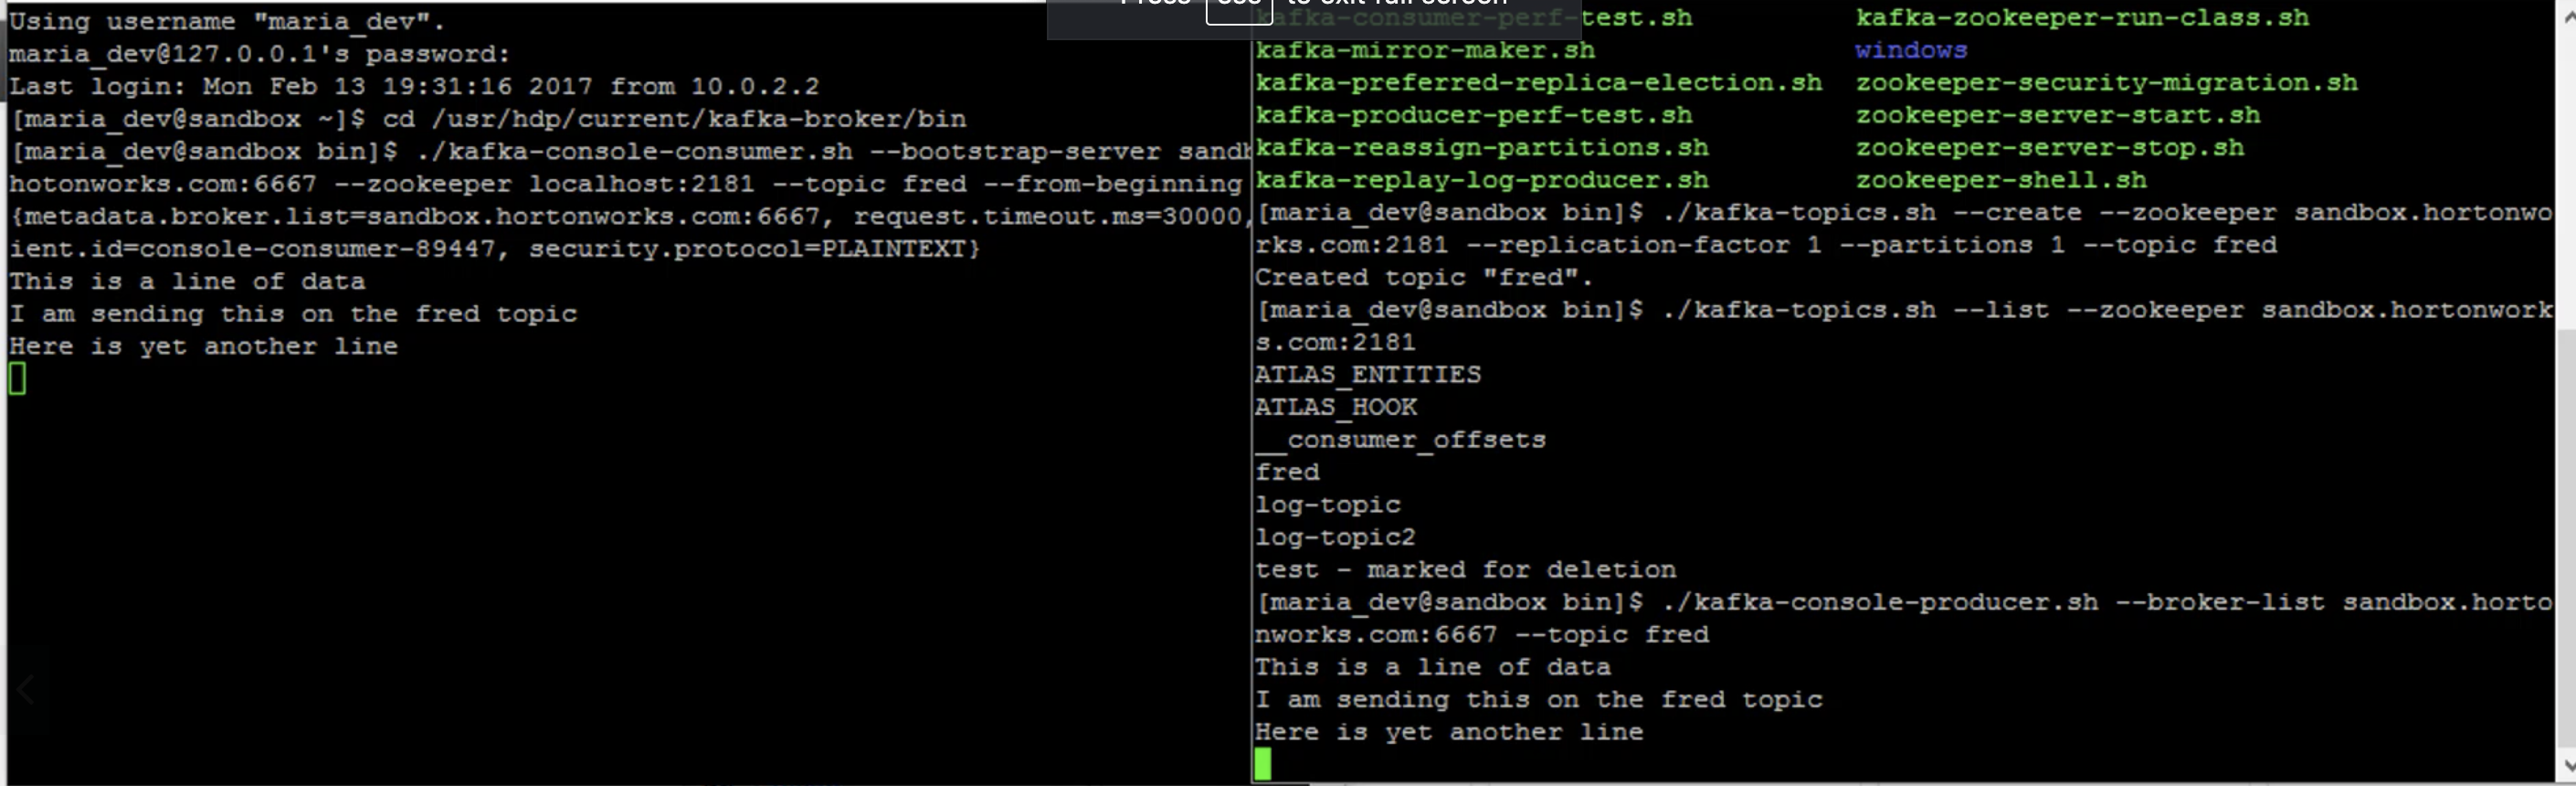 Using username "maria_dev".
maria_dev@127.0.0.1's password:
Last login: Mon Feb 13 19:31:16 2017 from 10.0.2.2
[maria_dev@sandbox ~]$ cd /usr/hdp/current/kafka-broker/bin
[maria_dev@sandbox bin]$ ./kafka-console-consumer.sh --bootstrap-server sandb
hotonworks.com:6667 --zookeeper localhost:2181 --topic fred --from-beginning
{metadata.broker.list=sandbox.hortonworks.com:6667, request.timeout.ms=30000,
ient.id=console-consumer-89447, security.protocol=PLAINTEXT}
This is a line of data
I am sending this on the fred topic
Here is yet another line
to exit full screen
kafka-consumer-perf-test.sh kafka-zookeeper-run-class.sh
kafka-mirror-maker.sh windows
kafka-preferred-replica-election.sh zookeeper-security-migration.sh
kafka-producer-perf-test.sh zookeeper-server-start.sh
kafka-reassign-partitions.sh zookeeper-server-stop.sh
kafka-replay-log-producer.sh zookeeper-shell.sh
[maria_dev@sandbox bin]$ ./kafka-topics.sh --create --zookeeper sandbox.hortonwo
rks.com:2181 --replication-factor 1 --partitions 1 --topic fred
Created topic "fred".
[maria_dev@sandbox bin]$ ./kafka-topics.sh --list --zookeeper sandbox.hortonwork
s.com:2181
ATLAS_ENTITIES
ATLAS_HOOK
__consumer_offsets
fred
log-topic
log-topic2
test - marked for deletion
[maria_dev@sandbox bin]$ ./kafka-console-producer.sh --broker-list sandbox.horto
nworks.com:6667 --topic fred
This is a line of data
I am sending this on the fred topic
Here is yet another line